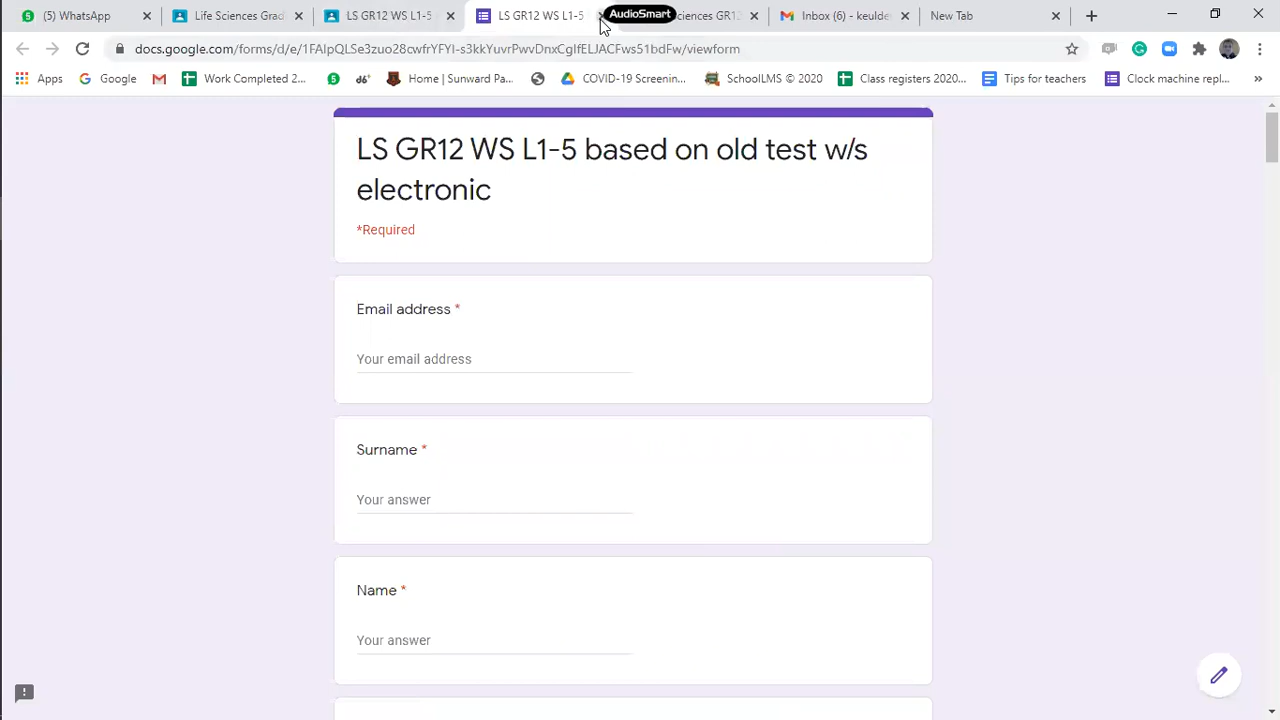 (5) WhatsApp
Life Sciences Grad
LS GR12 WS L1-5
LS GR12 WS L1-5
AudioSmart
ciences GR12
Inbox (6) - keulde
New Tab
docs.google.com/forms/d/e/1FAIpQLSe3zuo28cwfrYFYI-s3kkYuvrPvvDnxCglfELJACFws51bdFw/viewform
Apps
Google
Work Completed 2...
Home | Sunward Pa...
COVID-19 Screenin...
SchoolLMS © 2020
Class registers 2020...
Tips for teachers
Clock machine repl...
»
LS GR12 WS L1-5 based on old test w/s
electronic
*Required
Email address *
Your email address
Surname *
Your answer
Name *
Your answer